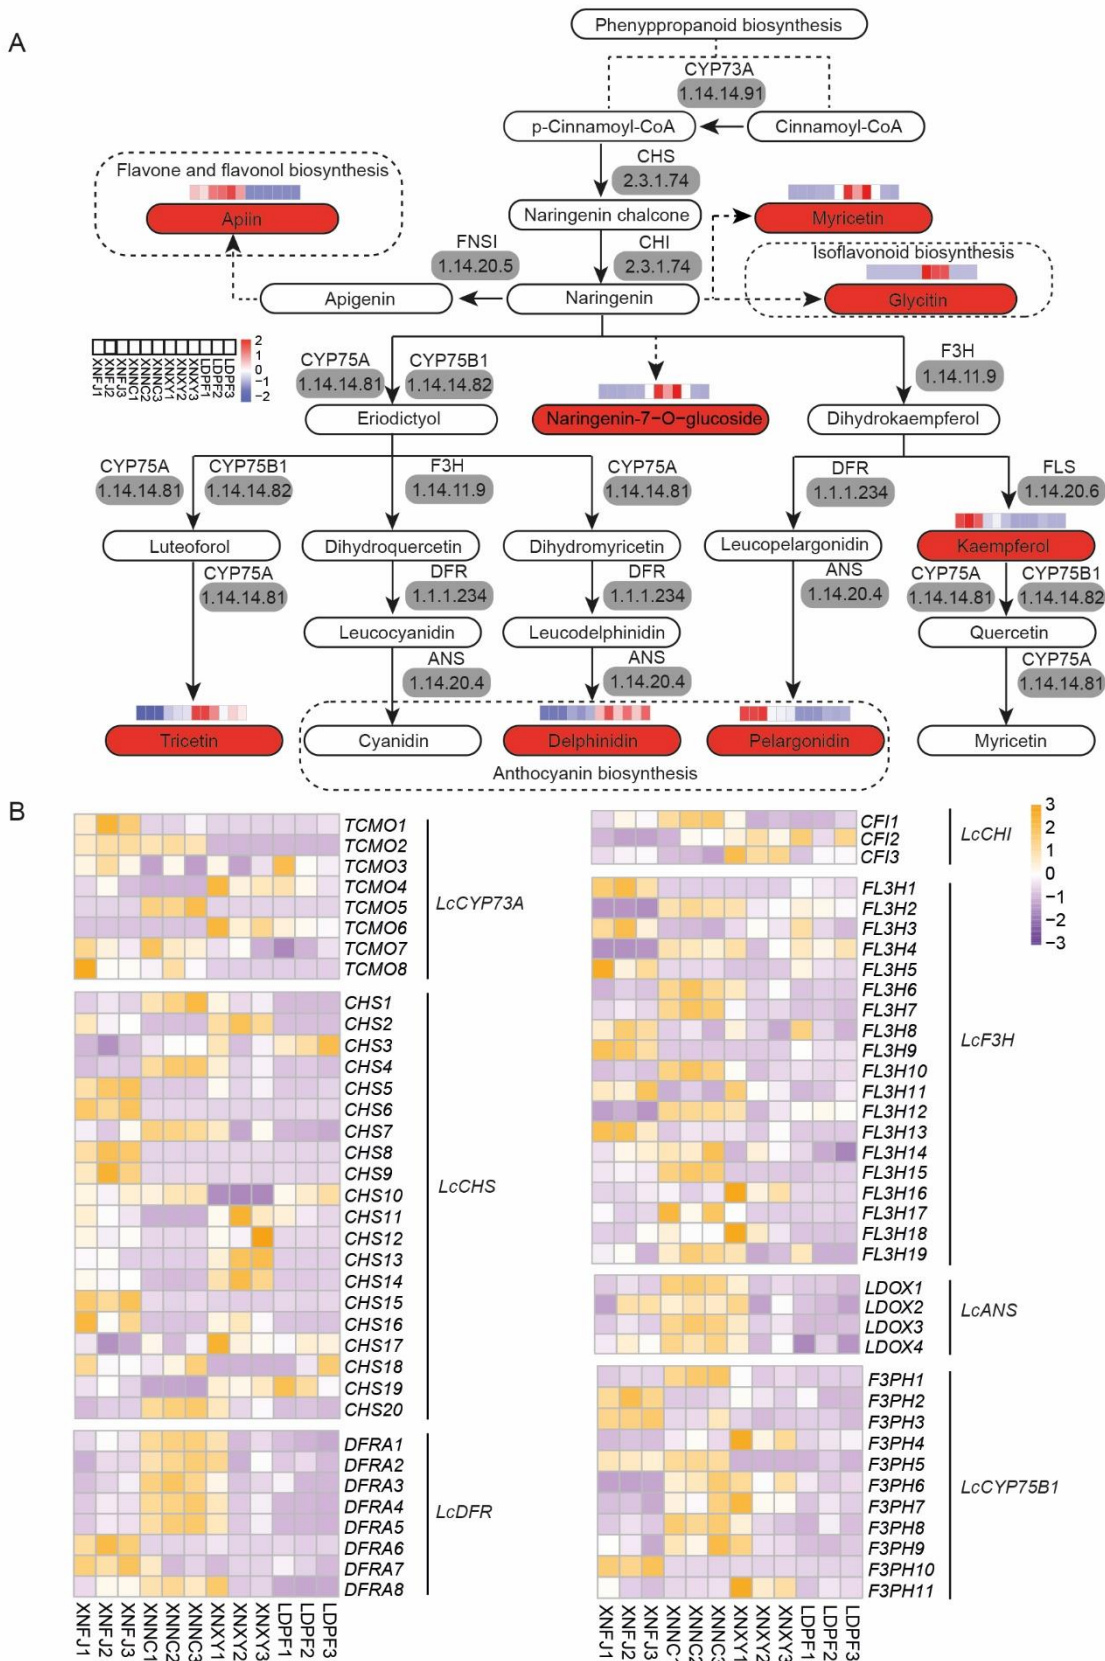 A
Phenyppropanoid biosynthesis
CYP73A
1.14.14.91
p-Cinnamoyl-CoA
Cinnamoyl-CoA
Flavone and flavonol biosynthesis
Apiin
CHS
2.3.1.74
Naringenin chalcone
Myricetin
FNSI
1.14.20.5
CHI
2.3.1.74
Isoflavonoid biosynthesis
Glycitin
Apigenin
Naringenin
2
1
0
−1
−2
XNFJ1
XNFJ2
XNFJ3
XNNC1
XNNC2
XNNC3
XNXY1
XNXY2
XNXY3
LDPF1
LDPF2
LDPF3
CYP75A
1.14.14.81
CYP75B1
1.14.14.82
F3H
1.14.11.9
Eriodictyol
Naringenin-7−O−glucoside
Dihydrokaempferol
CYP75A
1.14.14.81
CYP75B1
1.14.14.82
F3H
1.14.11.9
CYP75A
1.14.14.81
DFR
1.1.1.234
FLS
1.14.20.6
Luteoforol
Dihydroquercetin
Dihydromyricetin
Leucopelargonidin
Kaempferol
CYP75A
1.14.14.81
DFR
1.1.1.234
DFR
1.1.1.234
ANS
1.14.20.4
CYP75A
1.14.14.81
CYP75B1
1.14.14.82
Leucocyanidin
Leucodelphinidin
Quercetin
ANS
1.14.20.4
ANS
1.14.20.4
CYP75A
1.14.14.81
Tricetin
Cyanidin
Delphinidin
Pelargonidin
Myricetin
Anthocyanin biosynthesis
B
TCMO1
TCMO2
TCMO3
TCMO4
TCMO5
TCMO6
TCMO7
TCMO8
LcCYP73A
CHS1
CHS2
CHS3
CHS4
CHS5
CHS6
CHS7
CHS8
CHS9
CHS10
CHS11
CHS12
CHS13
CHS14
CHS15
CHS16
CHS17
CHS18
CHS19
CHS20
LcCHS
DFRA1
DFRA2
DFRA3
DFRA4
DFRA5
DFRA6
DFRA7
DFRA8
LcDFR
XNFJ1
XNFJ2
XNFJ3
XNNC1
XNNC2
XNNC3
XNXY1
XNXY2
XNXY3
LDPF1
LDPF2
LDPF3
CFI1
CFI2
CFI3
LcCHI
3
2
1
0
−1
−2
−3
FL3H1
FL3H2
FL3H3
FL3H4
FL3H5
FL3H6
FL3H7
FL3H8
FL3H9
FL3H10
FL3H11
FL3H12
FL3H13
FL3H14
FL3H15
FL3H16
FL3H17
FL3H18
FL3H19
LcF3H
LDOX1
LDOX2
LDOX3
LDOX4
LcANS
F3PH1
F3PH2
F3PH3
F3PH4
F3PH5
F3PH6
F3PH7
F3PH8
F3PH9
F3PH10
F3PH11
LcCYP75B1
XNFJ1
XNFJ2
XNFJ3
XNNC1
XNNC2
XNNC3
XNXY1
XNXY2
XNXY3
LDPF1
LDPF2
LDPF3